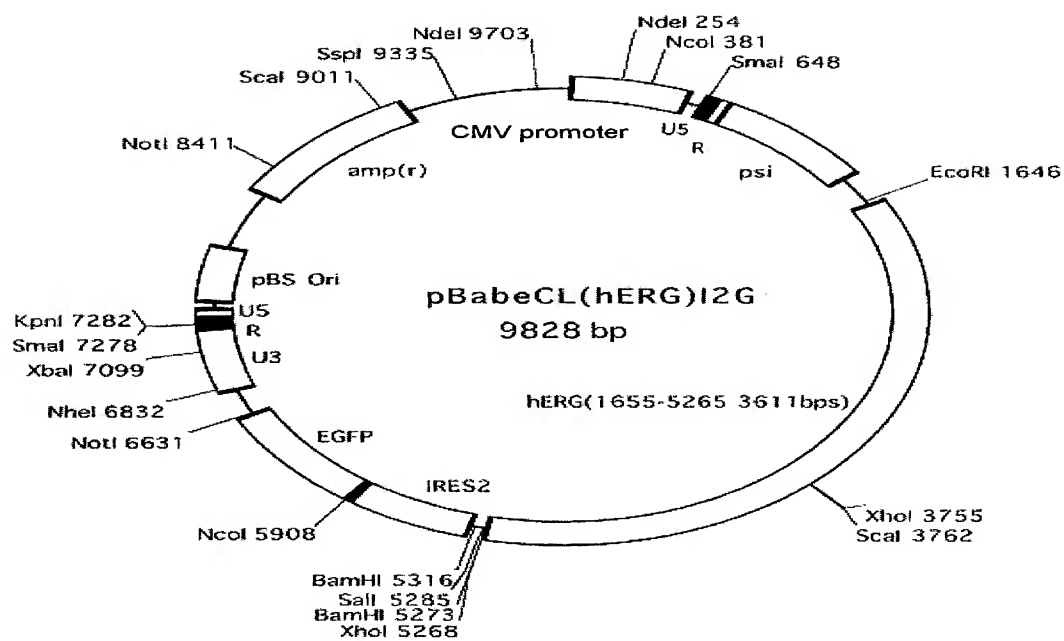 NdeI 254
NcoI 381
SmaI 648
NdeI 9703
SspI 9335
ScaI 9011
NotI 8411
CMV promoter
U5
R
psi
EcoRI 1646
amp(r)
pBS Ori
pBabeCL(hERG)I2G
9828 bp
U5
R
U3
KpnI 7282
SmaI 7278
XbaI 7099
NheI 6832
NotI 6631
hERG(1655-5265 3611bps)
EGFP
IRES2
NcoI 5908
XhoI 3755
ScaI 3762
BamHI 5316
SalI 5285
BamHI 5273
XhoI 5268